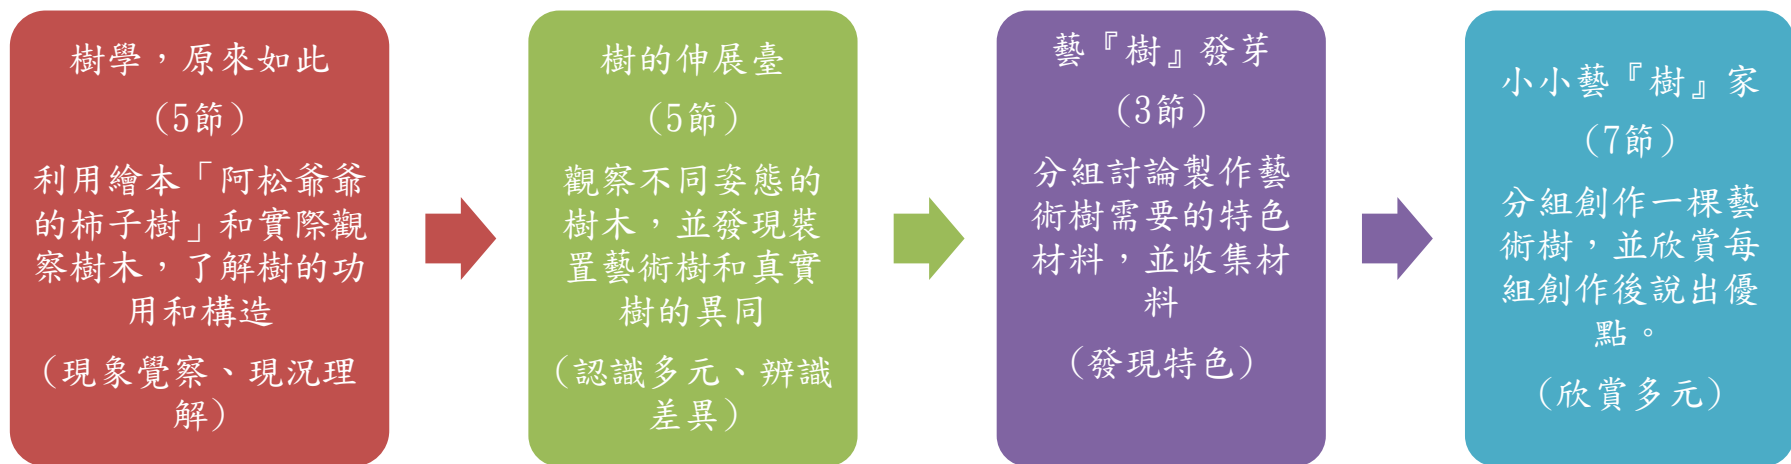 樹學，原來如此
（5節）
利用繪本「阿松爺爺
的柿子樹」和實際觀
察樹木，了解樹的功
用和構造
（現象覺察、現況理
解）
樹的伸展臺
（5節）
觀察不同姿態的
樹木，並發現裝
置藝術樹和真實
樹的異同
（認識多元、辨識
差異）
藝『樹』發芽
（3節）
分組討論製作藝
術樹需要的特色
材料，並收集材
料
（發現特色）
小小藝『樹』家
（7節）
分組創作一棵藝
術樹，並欣賞每
組創作後說出優
點。
（欣賞多元）